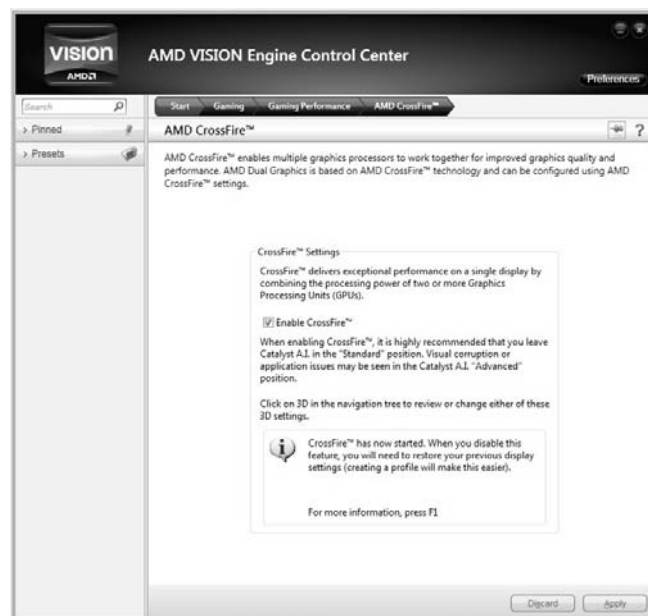 VISION
AMD
AMD VISION Engine Control Center
Preferences
Search
Start Gaming Gaming Performance AMD CrossFire™
> Pinned
> Presets
AMD CrossFire™
?
AMD CrossFire™ enables multiple graphics processors to work together for improved graphics quality and
performance. AMD Dual Graphics is based on AMD CrossFire™ technology and can be configured using AMD
CrossFire™ settings.
CrossFire™ Settings
CrossFire™ delivers exceptional performance on a single display by
combining the processing power of two or more Graphics
Processing Units (GPUs).
Enable CrossFire™
When enabling CrossFire™, it is highly recommended that you leave
Catalyst A.I. in the "Standard" position. Visual corruption or
application issues may be seen in the Catalyst A.I. "Advanced"
position.
Click on 3D in the navigation tree to review or change either of these
3D settings.
CrossFire™ has now started. When you disable this
feature, you will need to restore your previous display
settings (creating a profile will make this easier).
For more information, press F1
Discard Apply